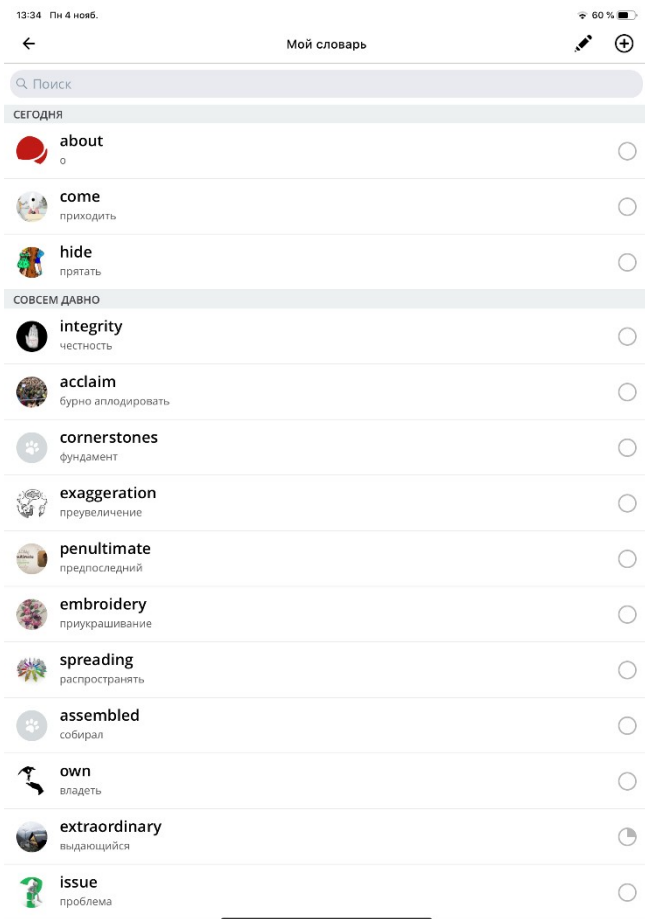 13:34 Пн 4 нояб.
60 %
Мой словарь
Поиск
СЕГОДНЯ
about
о
come
приходить
hide
прятать
СОВСЕМ ДАВНО
integrity
честность
acclaim
бурно аплодировать
cornerstones
фундамент
exaggeration
преувеличение
penultimate
предпоследний
embroidery
приукрашивание
spreading
распространять
assembled
собирал
own
владеть
extraordinary
выдающийся
issue
проблема